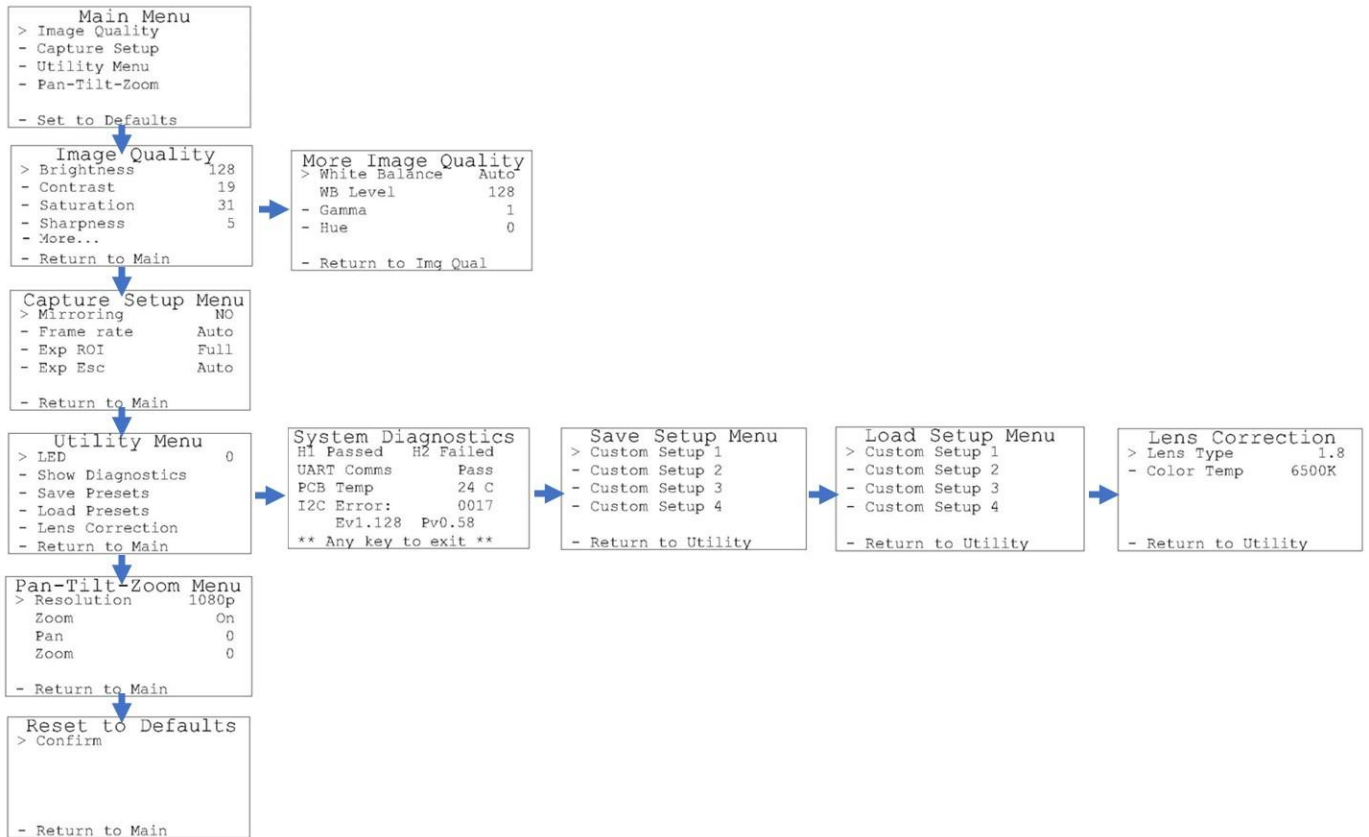 Main Menu
> Image Quality
- Capture Setup
- Utility Menu
- Pan-Tilt-Zoom
- Set to Defaults
Image Quality
> Brightness 128
- Contrast 19
- Saturation 31
- Sharpness 5
- More...
- Return to Main
More Image Quality
> White Balance Auto
WB Level 128
- Gamma 1
- Hue 0
- Return to Img Qual
Capture Setup Menu
> Mirroring NO
- Frame rate Auto
- Exp ROI Full
- Exp Esc Auto
- Return to Main
Utility Menu
> LED 0
- Show Diagnostics
- Save Presets
- Load Presets
- Lens Correction
- Return to Main
System Diagnostics
H1 Passed H2 Failed
UART Comms Pass
PCB Temp 24 C
I2C Error: 0017
Ev1.128 Pv0.58
** Any key to exit **
Save Setup Menu
> Custom Setup 1
- Custom Setup 2
- Custom Setup 3
- Custom Setup 4
- Return to Utility
Load Setup Menu
> Custom Setup 1
- Custom Setup 2
- Custom Setup 3
- Custom Setup 4
- Return to Utility
Lens Correction
> Lens Type 1.8
- Color Temp 6500K
- Return to Utility
Pan-Tilt-Zoom Menu
> Resolution 1080p
Zoom On
Pan 0
Zoom 0
- Return to Main
Reset to Defaults
> Confirm
- Return to Main